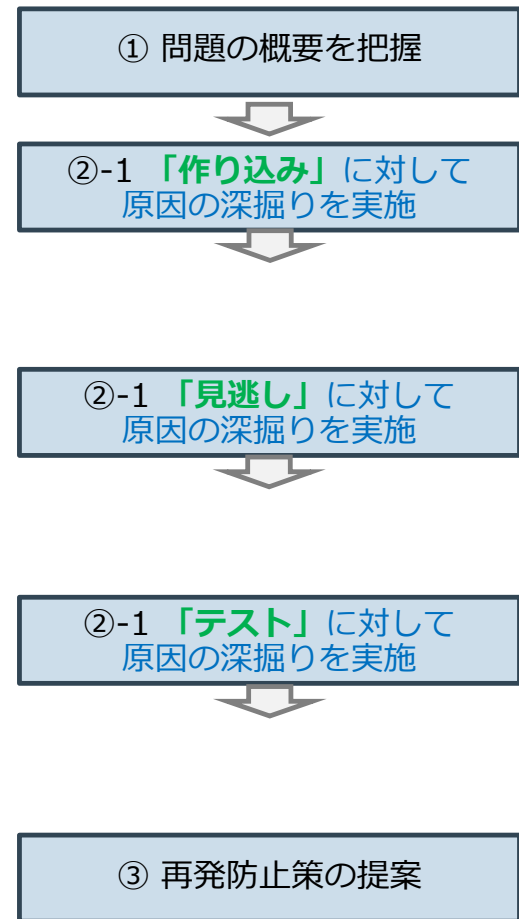 ① 問題の概要を把握
②-1 「作り込み」に対して
原因の深掘りを実施
②-1 「見逃し」に対して
原因の深掘りを実施
②-1 「テスト」に対して
原因の深掘りを実施
③ 再発防止策の提案